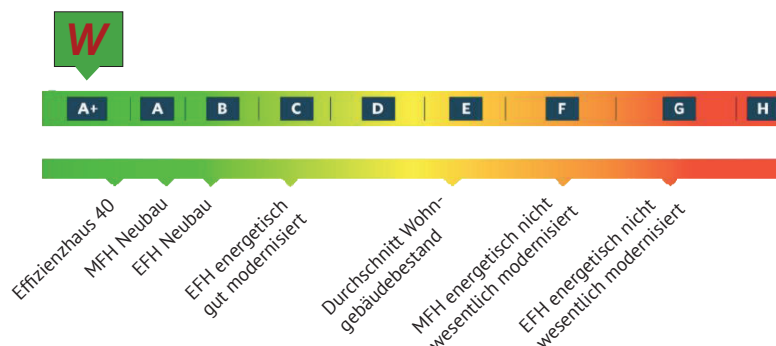 W
A+ A B C D E F G H
Effizienzhaus 40
MFH Neubau
EFH Neubau
EFH energetisch
gut modernisiert
Durchschnitt Wohn-
gebäudebestand
MFH energetisch nicht
wesentlich modernisiert
EFH energetisch nicht
wesentlich modernisiert